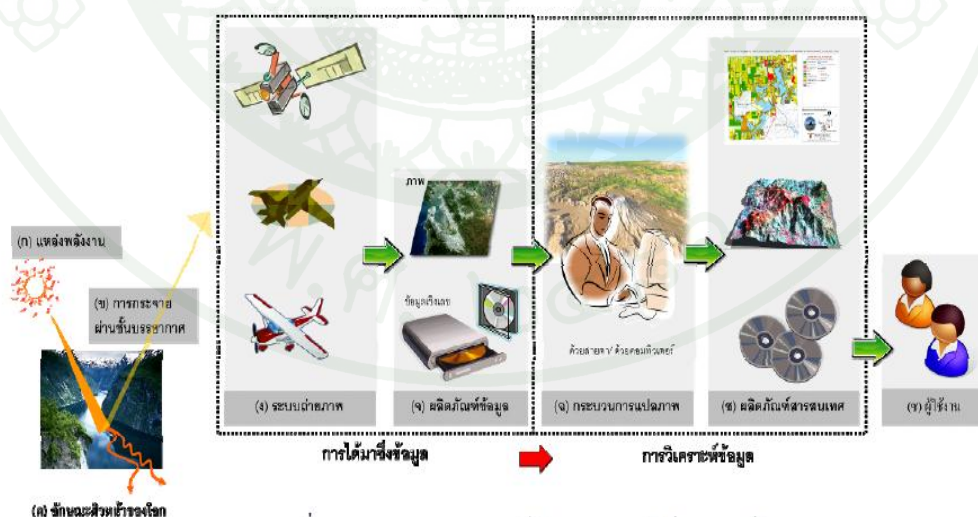 (ก) แหล่งพลังงาน
(ข) การกระจาย
ผ่านชั้นบรรยากาศ
(ค) ลักษณะผิวหน้าของโลก
(ง) ระบบถ่ายภาพ
ภาพ
ข้อมูลเชิงเลข
(จ) ผลิตภัณฑ์ข้อมูล
การได้มาซึ่งข้อมูล
ด้วยสายตา/ ด้วยคอมพิวเตอร์
(ฉ) กระบวนการแปลภาพ
(ช) ผลิตภัณฑ์สารสนเทศ
การวิเคราะห์ข้อมูล
(ซ) ผู้ใช้งาน